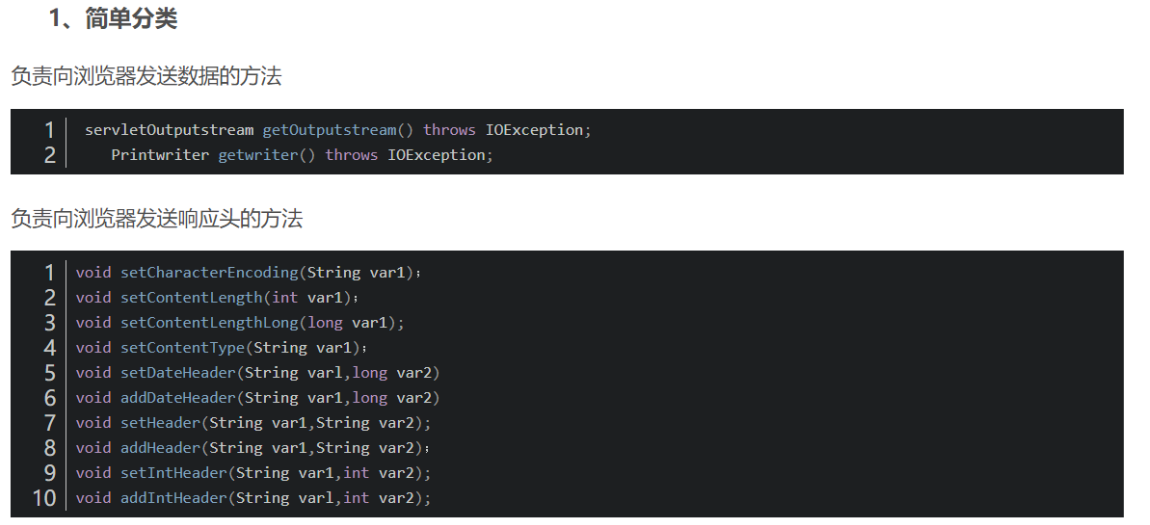 1、简单分类
负责向浏览器发送数据的方法
1 servletOutputstream getOutputstream() throws IOException;
2 Printwriter getwriter() throws IOException;
负责向浏览器发送响应头的方法
1 void setCharacterEncoding(String var1);
2 void setContentLength(int var1);
3 void setContentLengthLong(long var1);
4 void setContentType(String var1);
5 void setDateHeader(String varl,long var2)
6 void addDateHeader(String var1,long var2)
7 void setHeader(String var1,String var2);
8 void addHeader(String var1,String var2);
9 void setIntHeader(String var1,int var2);
10 void addIntHeader(String varl,int var2);